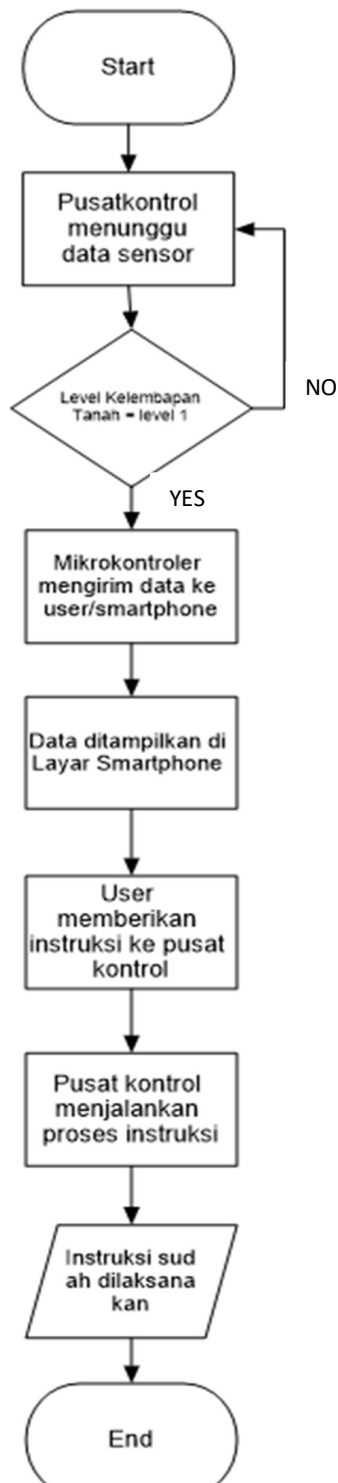 Start
Pusatkontrol
menunggu
data sensor
Level Kelembapan
Tanah = level 1
NO
YES
Mikrokontroler
mengirim data ke
user/smartphone
Data ditampilkan di
Layar Smartphone
User
memberikan
instruksi ke pusat
kontrol
Pusat kontrol
menjalankan
proses instruksi
Instruksi sud
ah dilaksana
kan
End